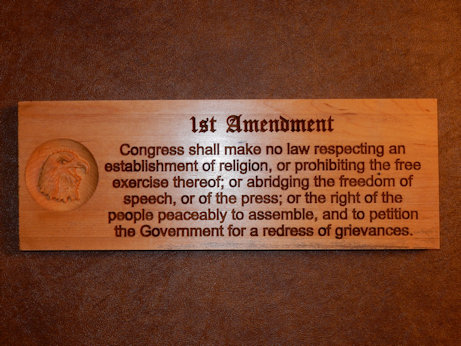 1st Amendment
Congress shall make no law respecting an
establishment of religion, or prohibiting the free
exercise thereof; or abridging the freedom of
speech, or of the press; or the right of the
people peaceably to assemble, and to petition
the Government for a redress of grievances.